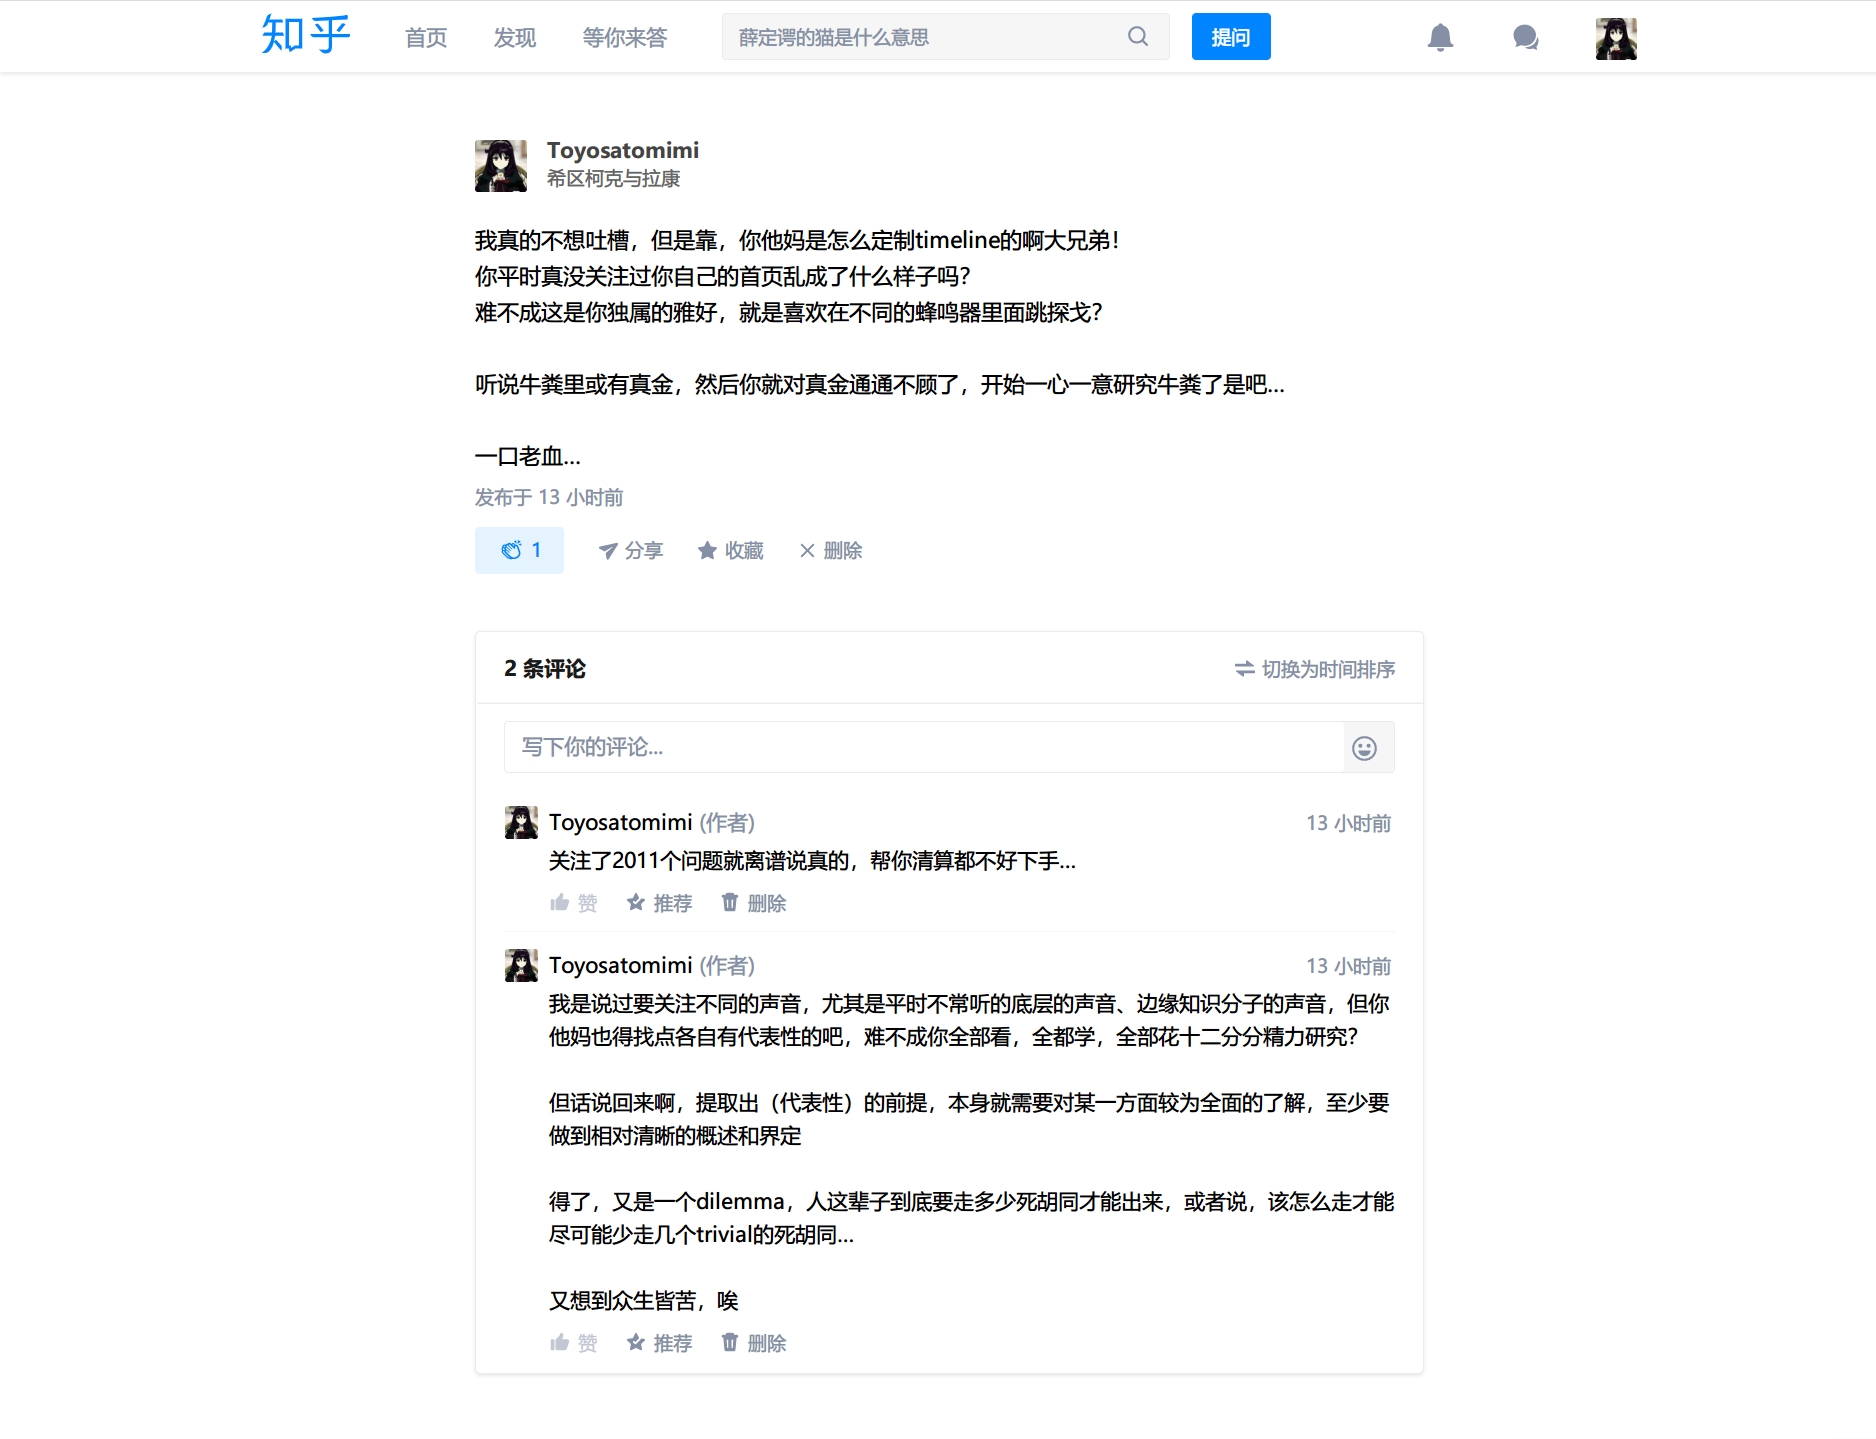 知乎 首页 发现 等你来答 薛定谔的猫是什么意思 提问
Toyosatomimi
希区柯克与拉康
我真的不想吐槽，但是靠，你他妈是怎么定制timeline的啊大兄弟！
你平时真没关注过你自己的首页乱成了什么样子吗？
难不成这是你独属的雅好，就是喜欢在不同的蜂鸣器里面跳探戈？
听说牛粪里或有真金，然后你就对真金通通不顾了，开始一心一意研究牛粪了是吧...
一口老血...
发布于 13 小时前
1 分享 收藏 删除
2 条评论 切换为时间排序
写下你的评论...
Toyosatomimi (作者) 13 小时前
关注了2011个问题就离谱说真的，帮你清算都不好下手...
赞 推荐 删除
Toyosatomimi (作者) 13 小时前
我是说过要关注不同的声音，尤其是平时不常听的底层的声音、边缘知识分子的声音，但你
他妈也得找点各自有代表性的吧，难不成你全部看，全都学，全部花十二分分精力研究？
但话说回来啊，提取出（代表性）的前提，本身就需要对某一方面较为全面的了解，至少要
做到相对清晰的概述和界定
得了，又是一个dilemma，人这辈子到底要走多少死胡同才能出来，或者说，该怎么走才能
尽可能少走几个trivial的死胡同...
又想到众生皆苦，唉
赞 推荐 删除